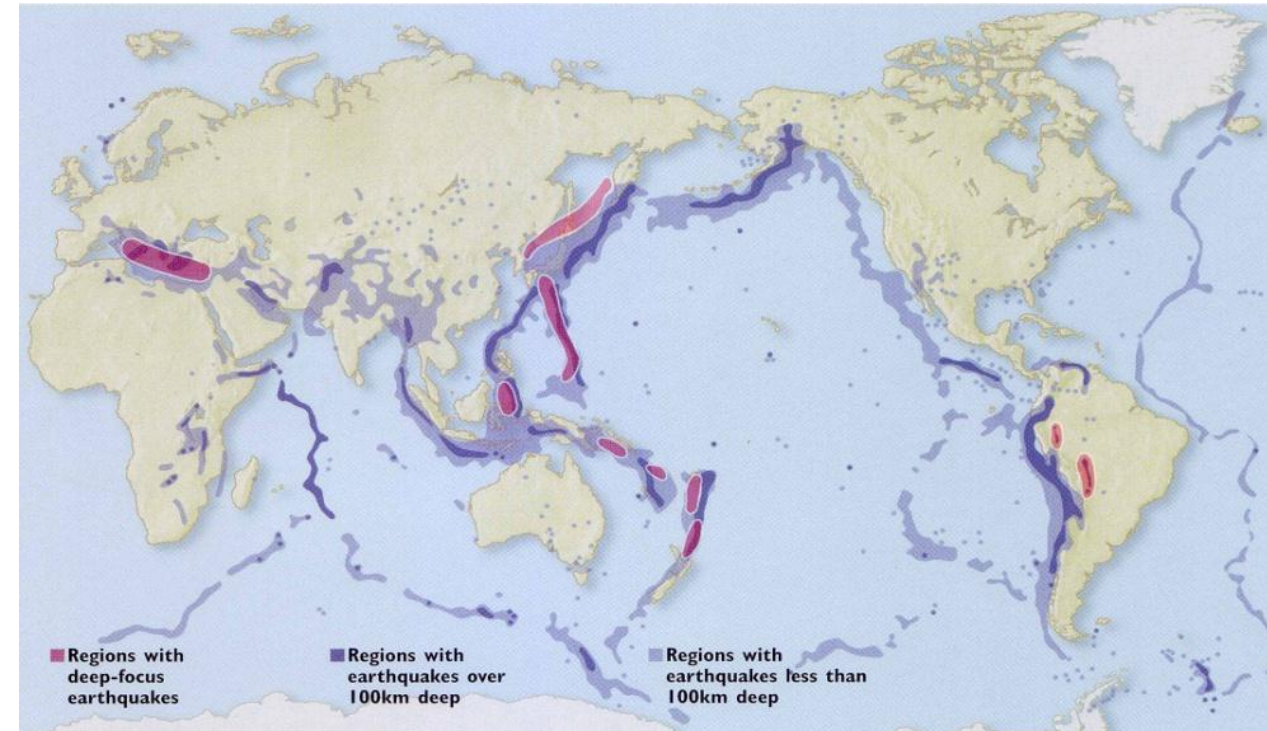 Regions with
deep-focus
earthquakes
Regions with
earthquakes over
100km deep
Regions with
earthquakes less than
100km deep